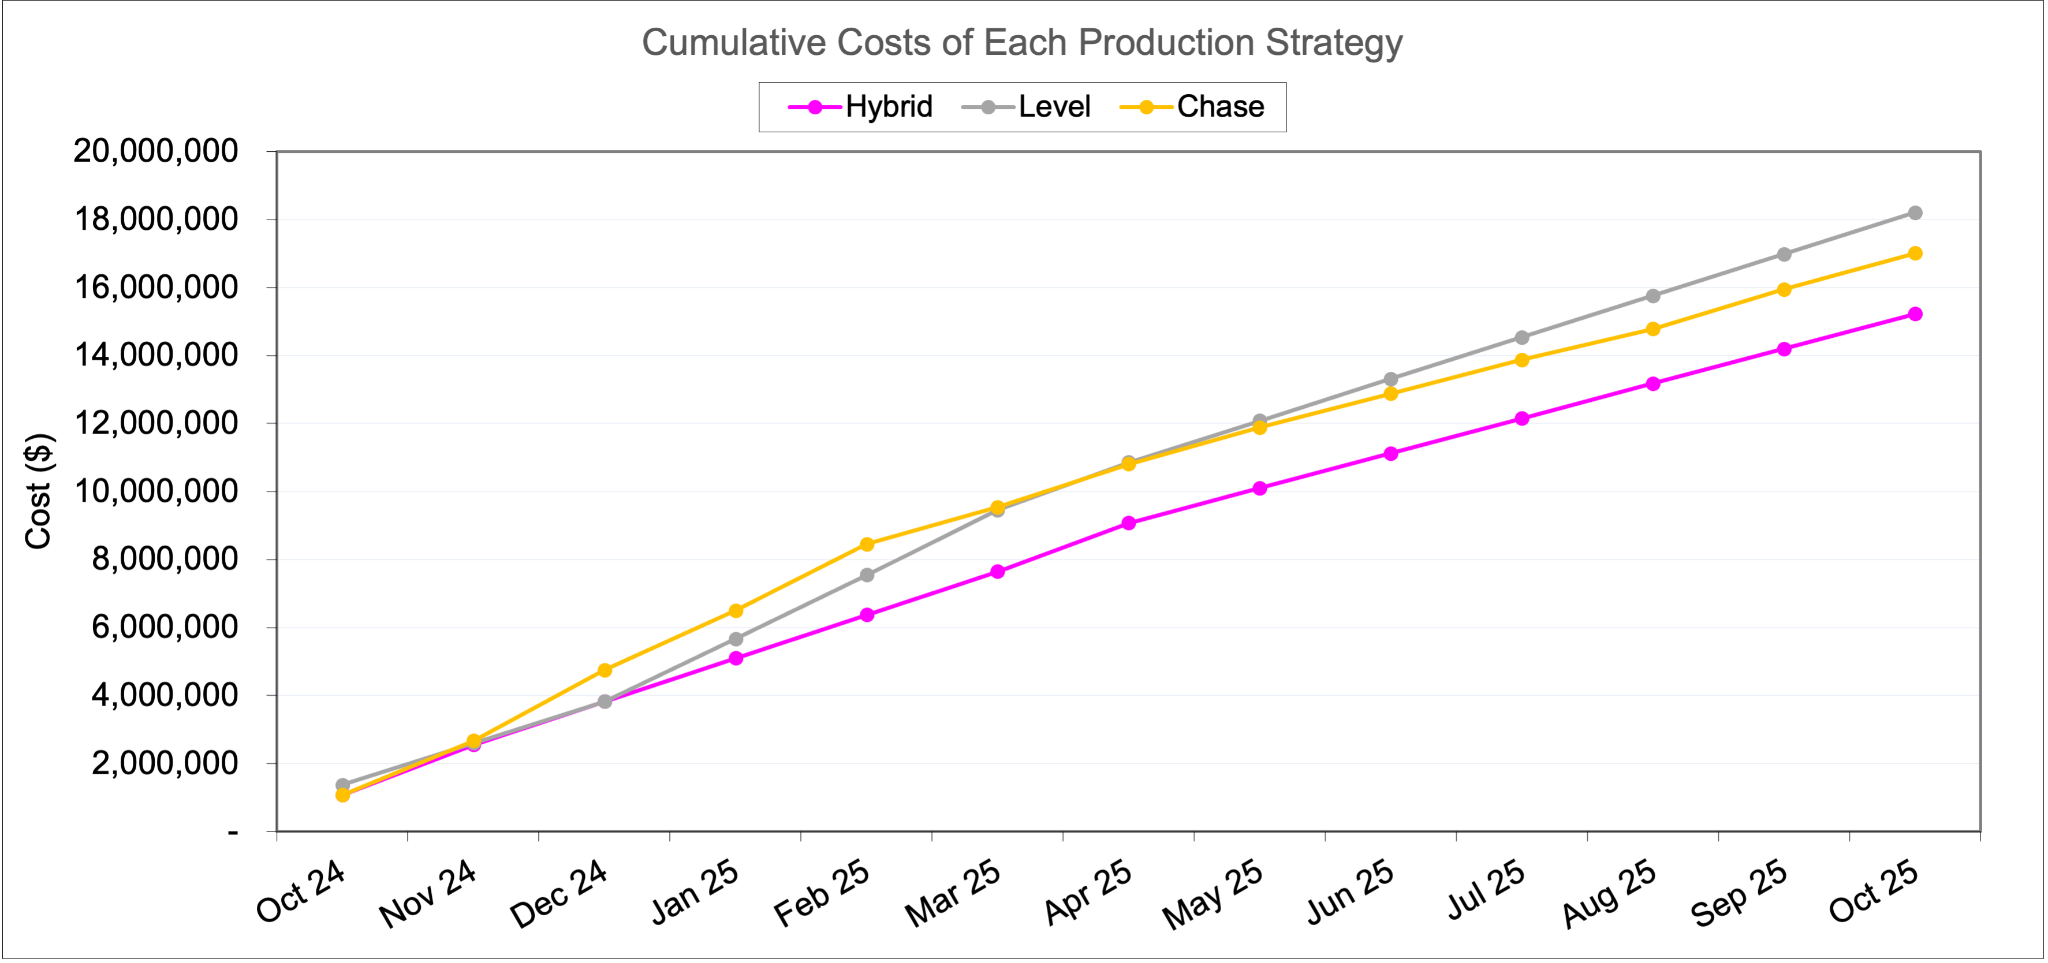 Cumulative Costs of Each Production Strategy
Hybrid Level Chase
20,000,000
18,000,000
16,000,000
14,000,000
12,000,000
10,000,000
8,000,000
6,000,000
4,000,000
2,000,000
-
Cost ($)
Oct 24 Nov 24 Dec 24 Jan 25 Feb 25 Mar 25 Apr 25 May 25 Jun 25 Jul 25 Aug 25 Sep 25 Oct 25